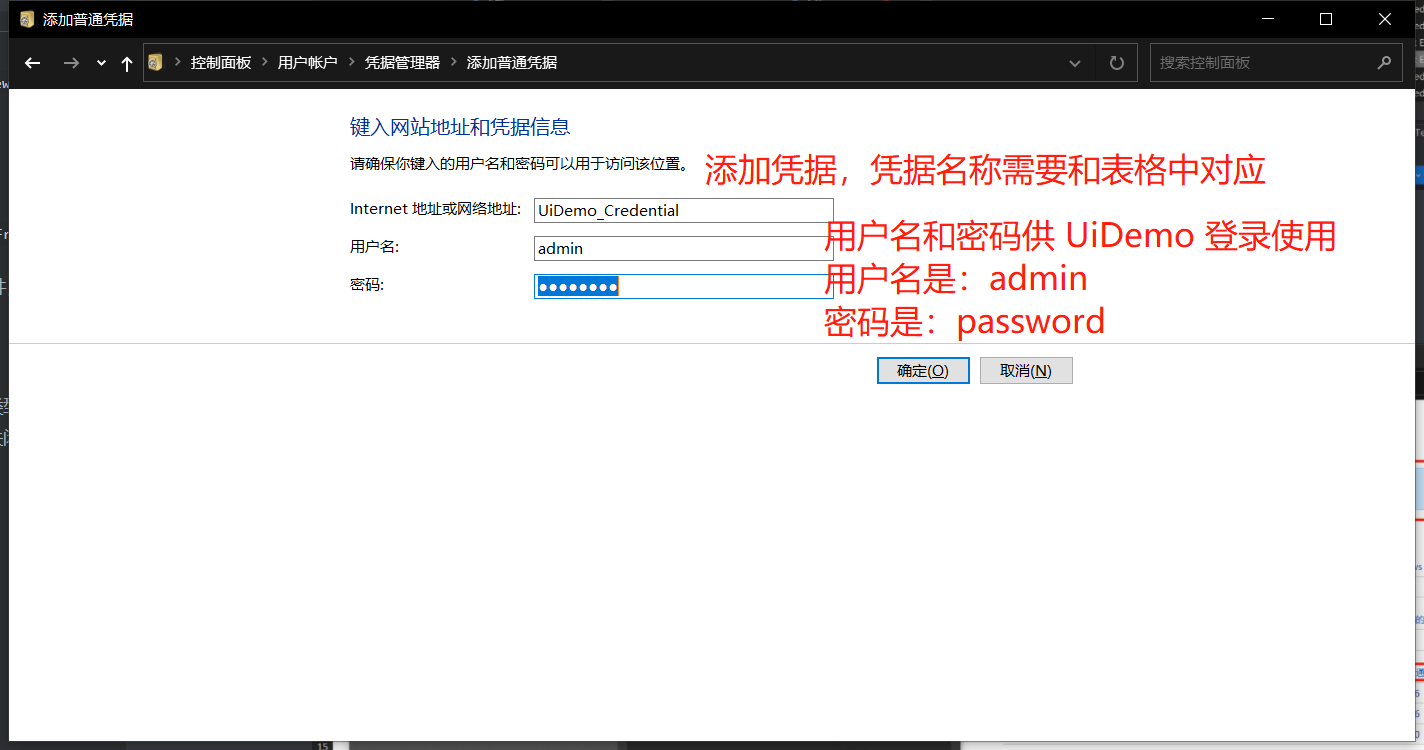 添加普通凭据
控制面板 用户帐户 凭据管理器 添加普通凭据 搜索控制面板
键入网站地址和凭据信息
请确保你键入的用户名和密码可以用于访问该位置。
添加凭据，凭据名称需要和表格中对应
Internet 地址或网络地址: UiDemo_Credential
用户名和密码供 UiDemo 登录使用
用户名: admin
用户名是：admin
密码:
密码是：password
确定(O) 取消(N)
15